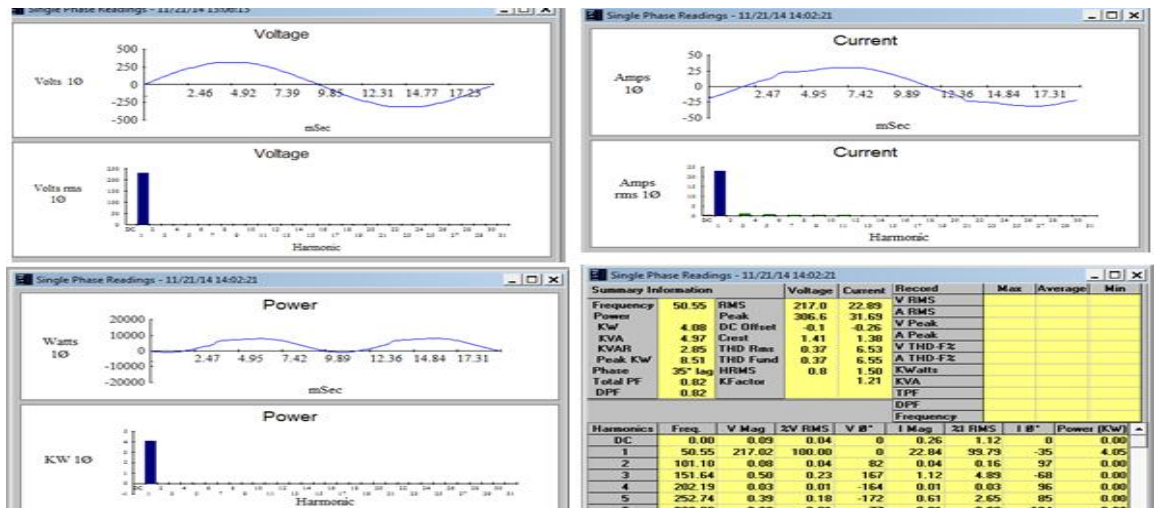 Single Phase Readings - 11/21/14
Voltage
500
250
0
-250
-500
Volts 1Ø
2.46 4.92 7.39 9.85 12.31 14.77 17.23
mSec
Voltage
Volts rms
1Ø
Harmonic
Single Phase Readings - 11/21/14 14:02:21
Current
50
25
0
-25
-50
Amps
1Ø
2.47 4.95 7.42 9.89 12.36 14.84 17.31
mSec
Current
Amps
rms 1Ø
Harmonic
Single Phase Readings - 11/21/14 14:02:21
Power
20000
10000
0
-10000
-20000
Watts
1Ø
2.47 4.95 7.42 9.89 12.36 14.84 17.31
mSec
Power
KW 1Ø
Harmonic
Single Phase Readings - 11/21/14 14:02:21
Summary Information Voltage Current Record Max Average Min
Frequency 50.55 RMS 217.0 22.89 V RMS
Power Peak 306.6 31.69 A RMS
KW 4.08 DC Offset -0.1 -0.26 V Peak
KVA 4.97 Crest 1.41 1.38 A Peak
KVAR 2.85 THD Rms 0.37 6.53 V THD-F%
Peak KW 8.51 THD Fund 0.37 6.55 A THD-F%
Phase 35° lag HRMS 0.8 1.50 KWatts
Total PF 0.82 KFactor 1.21 KVA
DPF 0.82 TPF
DPF
Frequency
Harmonics Freq. V Mag %V RMS V Ø° I Mag %I RMS I Ø° Power (KW)
DC 0.00 0.09 0.04 0 0.26 1.12 0 0.00
1 50.55 217.02 100.00 0 22.84 99.79 -35 4.05
2 101.10 0.08 0.04 82 0.04 0.16 97 0.00
3 151.64 0.50 0.23 167 1.12 4.89 -68 0.00
4 202.19 0.03 0.01 -164 0.01 0.03 96 0.00
5 252.74 0.39 0.18 -172 0.61 2.65 85 0.00